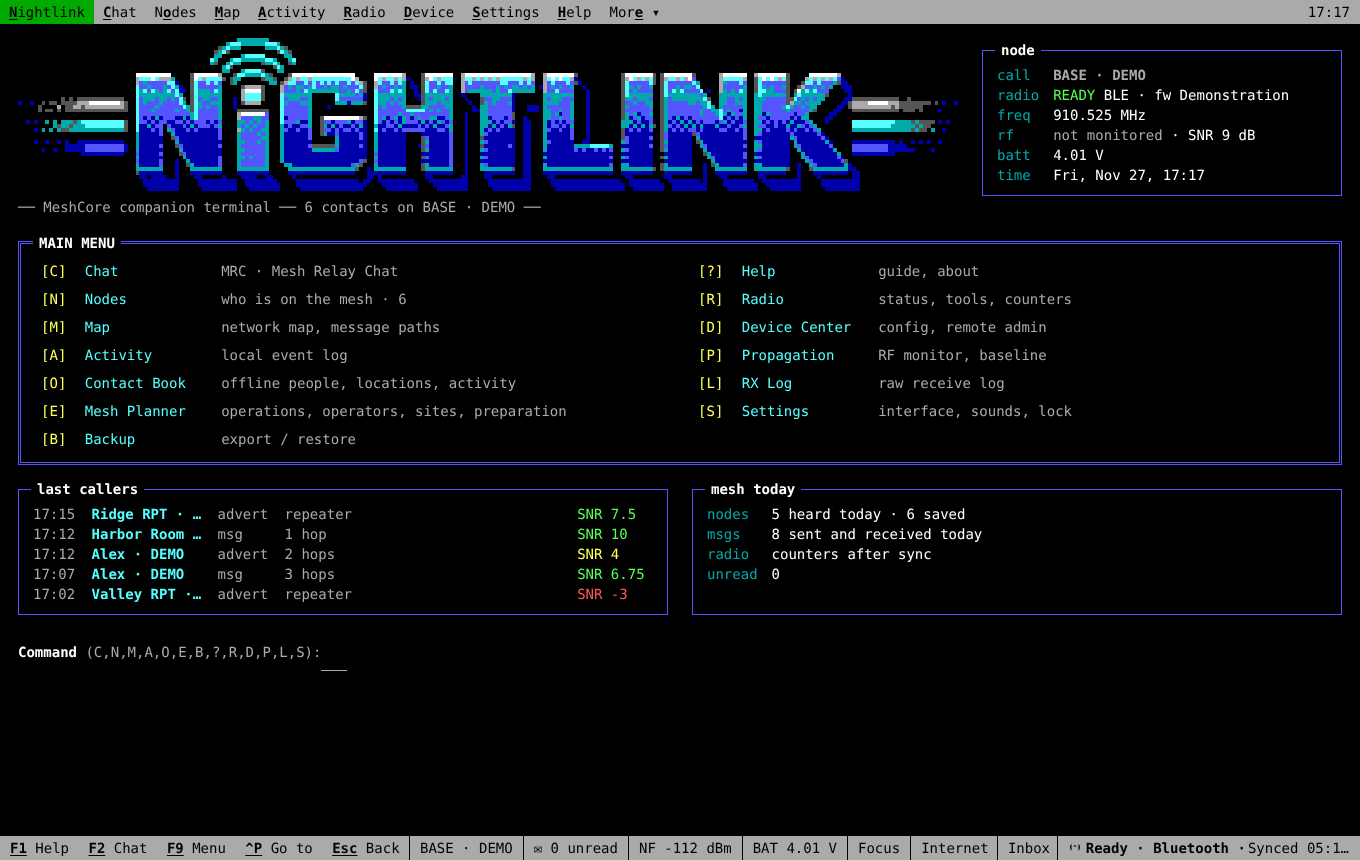 Nightlink Chat Nodes Map Activity Radio Device Settings Help More ▾ 17:17
NiGHTLiNK
node
call BASE · DEMO
radio READY BLE · fw Demonstration
freq 910.525 MHz
rf not monitored · SNR 9 dB
batt 4.01 V
time Fri, Nov 27, 17:17
── MeshCore companion terminal ── 6 contacts on BASE · DEMO ──
MAIN MENU
[C] Chat MRC · Mesh Relay Chat [?] Help guide, about
[N] Nodes who is on the mesh · 6 [R] Radio status, tools, counters
[M] Map network map, message paths [D] Device Center config, remote admin
[A] Activity local event log [P] Propagation RF monitor, baseline
[O] Contact Book offline people, locations, activity [L] RX Log raw receive log
[E] Mesh Planner operations, operators, sites, preparation [S] Settings interface, sounds, lock
[B] Backup export / restore
last callers
17:15 Ridge RPT · … advert repeater SNR 7.5
17:12 Harbor Room … msg 1 hop SNR 10
17:12 Alex · DEMO advert 2 hops SNR 4
17:07 Alex · DEMO msg 3 hops SNR 6.75
17:02 Valley RPT ·… advert repeater SNR -3
mesh today
nodes 5 heard today · 6 saved
msgs 8 sent and received today
radio counters after sync
unread 0
Command (C,N,M,A,O,E,B,?,R,D,P,L,S):
F1 Help F2 Chat F9 Menu ^P Go to Esc Back BASE · DEMO ✉ 0 unread NF -112 dBm BAT 4.01 V Focus Internet Inbox Ready · Bluetooth · Synced 05:1…